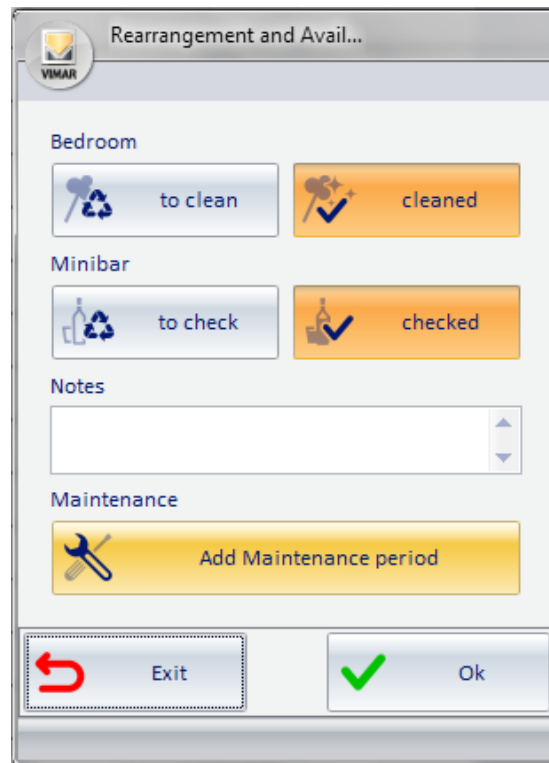 Rearrangement and Avail...
VIMAR
Bedroom
to clean
cleaned
Minibar
to check
checked
Notes
Maintenance
Add Maintenance period
Exit
Ok